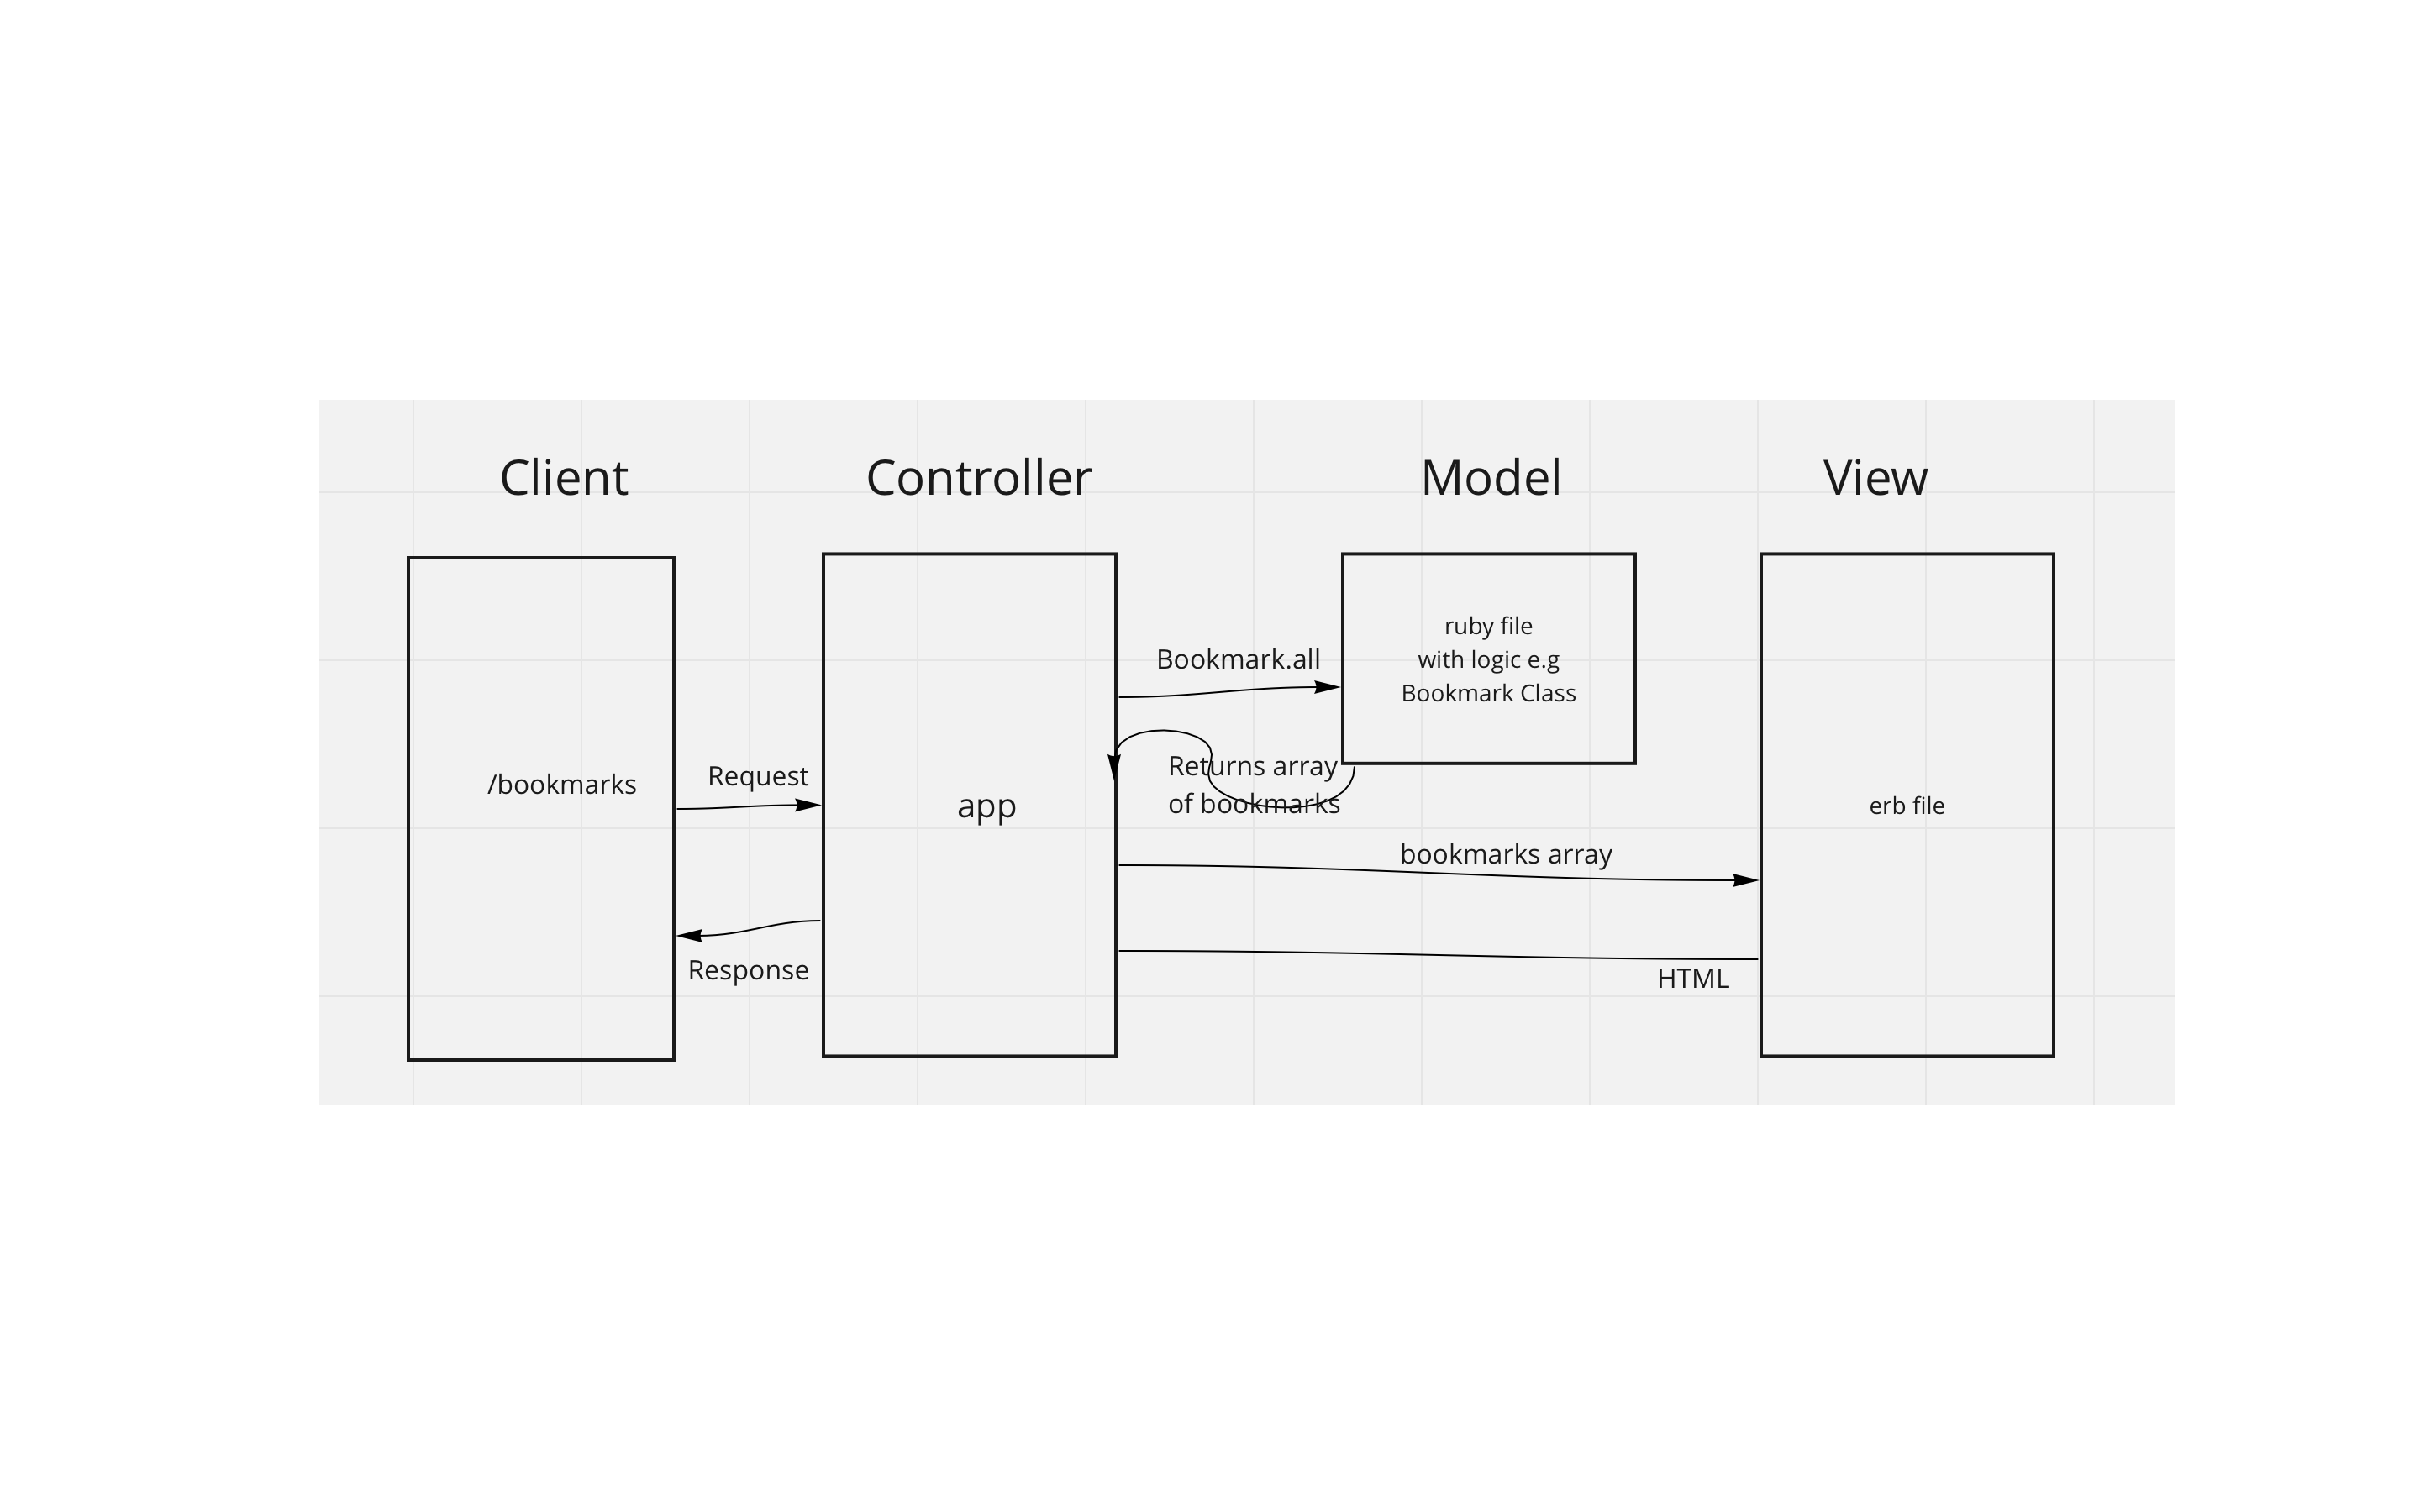 Client
Controller
Model
View
ruby file
with logic e.g
Bookmark Class
Bookmark.all
/bookmarks
Request
app
Returns array
of bookmarks
erb file
bookmarks array
Response
HTML